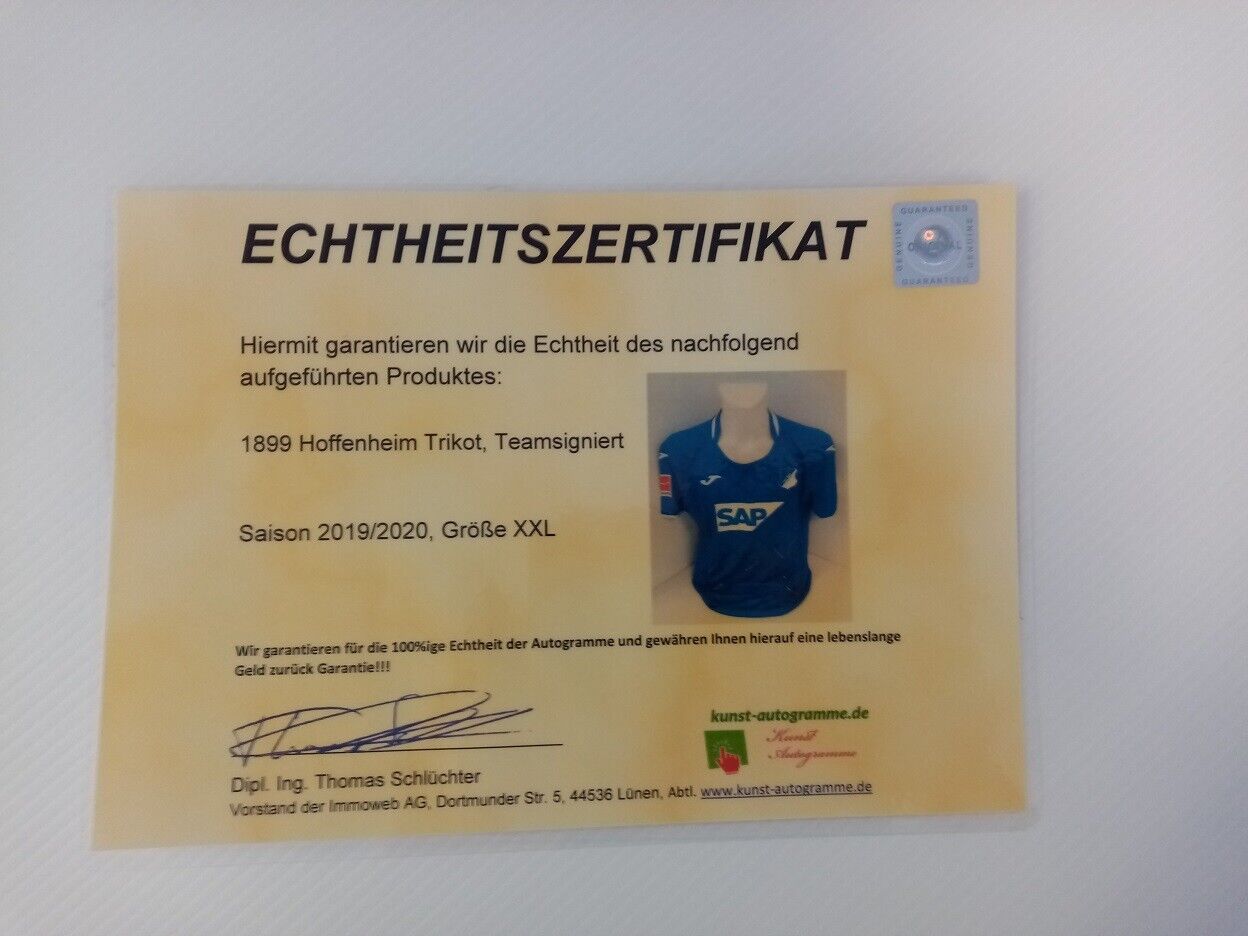 ECHTHEITSZERTIFIKAT
GUARANTEED
GENUINE
ORIGINAL
GENUINE
GUARANTEED
Hiermit garantieren wir die Echtheit des nachfolgend
aufgeführten Produktes:
1899 Hoffenheim Trikot, Teamsigniert
SAP
Saison 2019/2020, Größe XXL
Wir garantieren für die 100%ige Echtheit der Autogramme und gewähren Ihnen hierauf eine lebenslange
Geld zurück Garantie!!!
kunst-autogramme.de
Kunst
Autogramme
Dipl. Ing. Thomas Schlüchter
Vorstand der Immoweb AG, Dortmunder Str. 5, 44536 Lünen, Abtl. www.kunst-autogramme.de